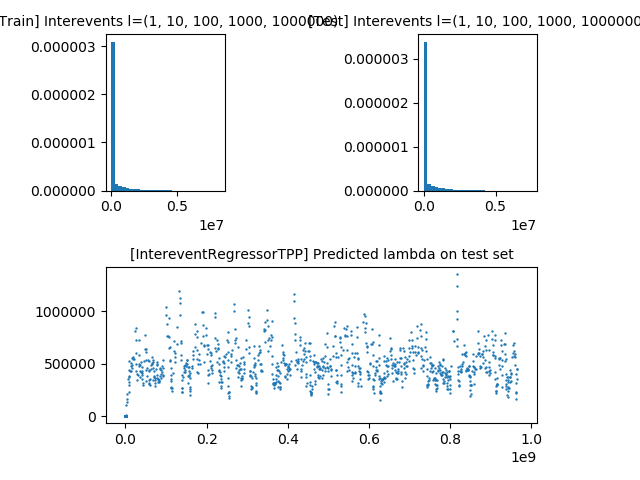 Train] Interevents l=(1, 10, 100, 1000, 1000000)
[Test] Interevents l=(1, 10, 100, 1000, 1000000
0.000003
0.000002
0.000001
0.000000
0.0 0.5
1e7
0.000003
0.000002
0.000001
0.000000
0.0 0.5
1e7
[IntereventRegressorTPP] Predicted lambda on test set
1000000
500000
0
0.0 0.2 0.4 0.6 0.8 1.0
1e9